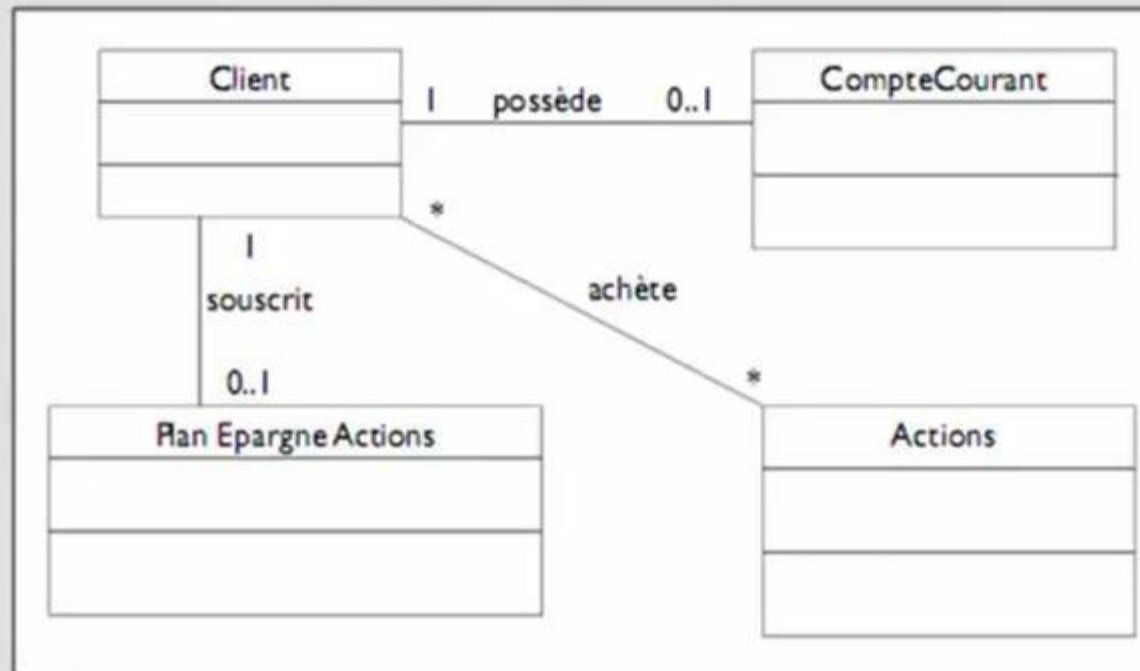 Client
CompteCourant
1 possède 0..1
*
1
achète
souscrit
*
0..1
Plan Epargne Actions
Actions